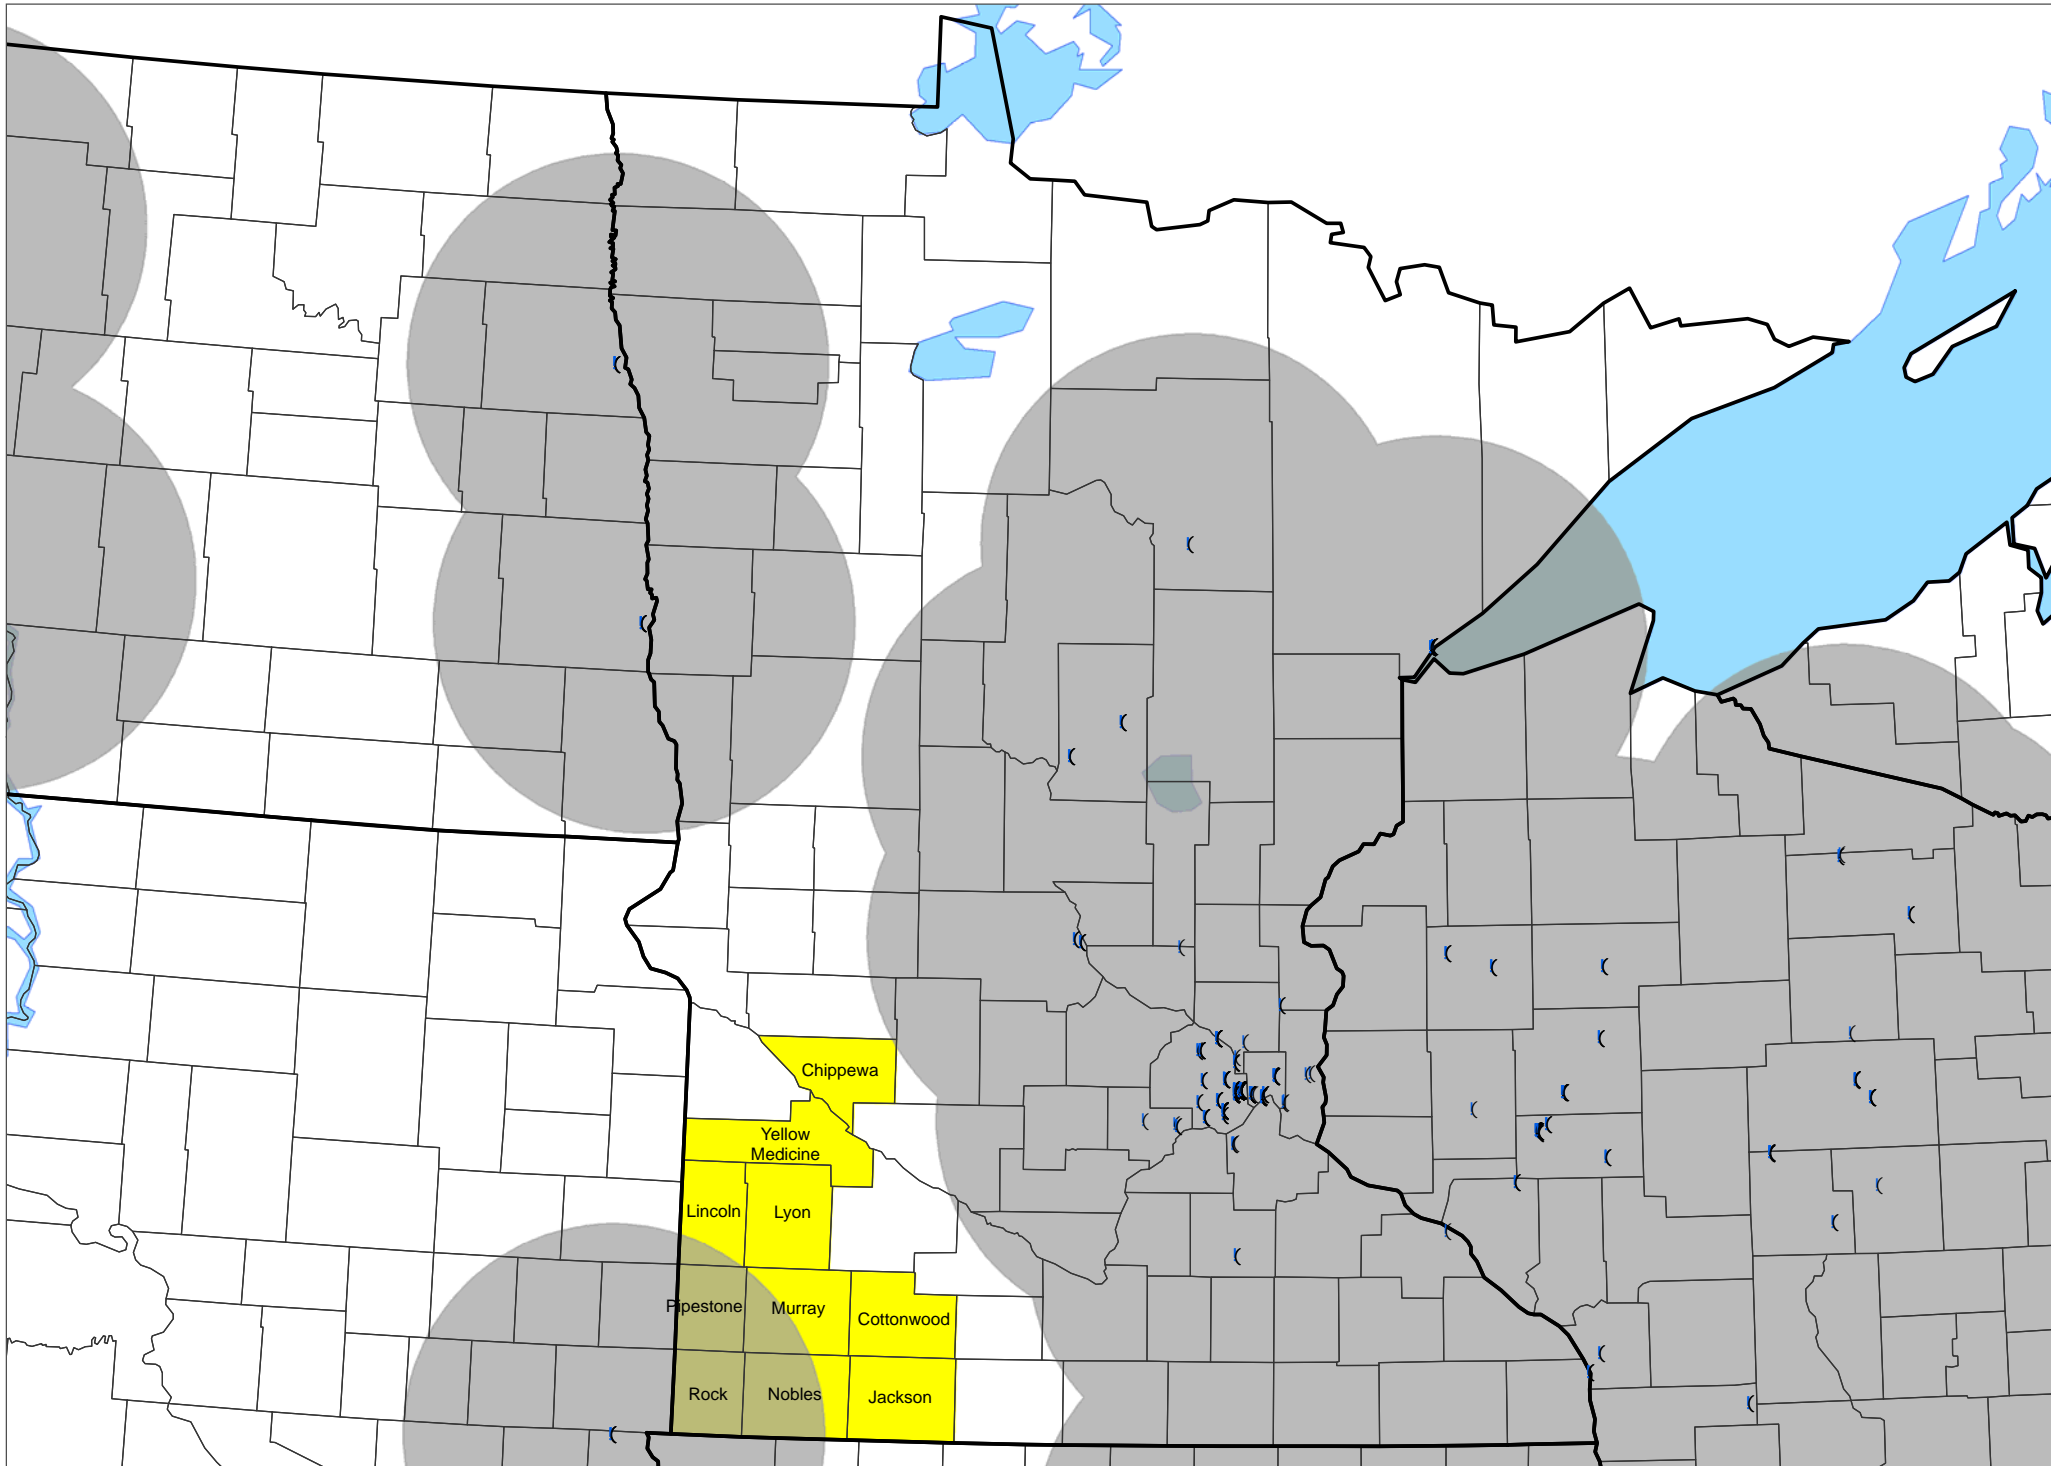 Chippewa
Yellow
Medicine
Lincoln
Lyon
Pipestone
Murray
Cottonwood
Rock
Nobles
Jackson